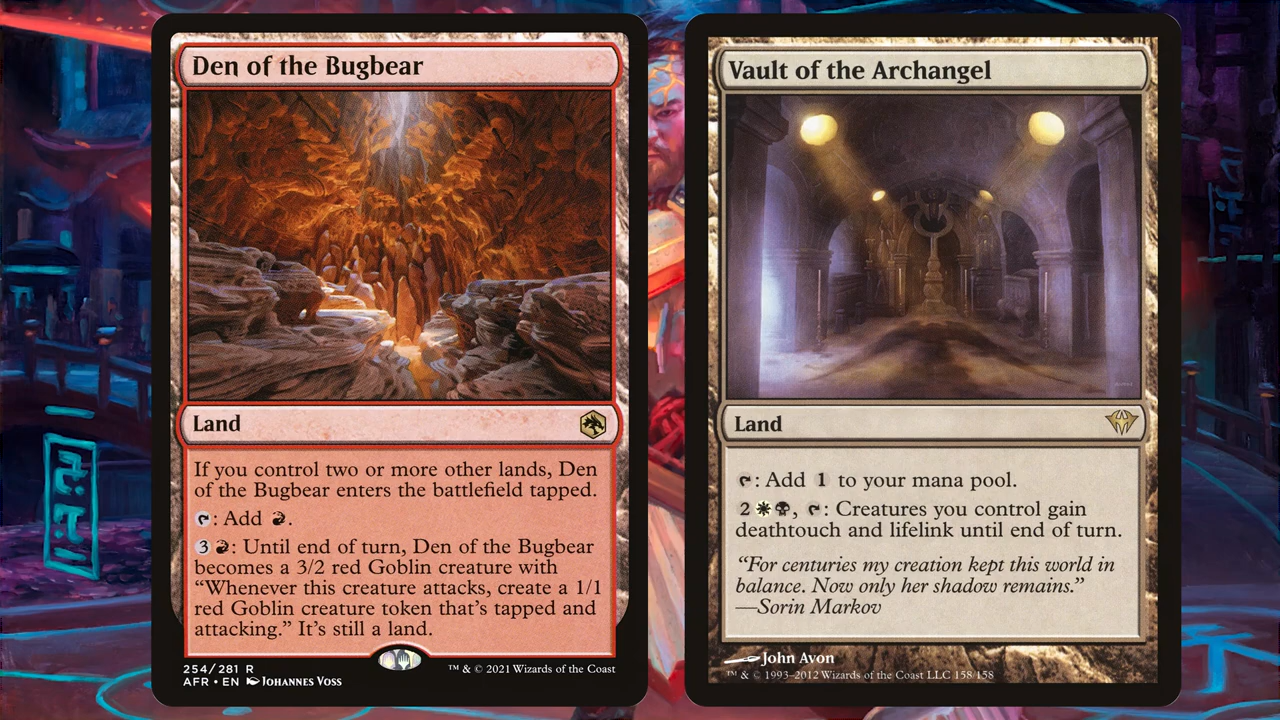 Den of the Bugbear
Land
If you control two or more other lands, Den
of the Bugbear enters the battlefield tapped.
: Add .
3 : Until end of turn, Den of the Bugbear
becomes a 3/2 red Goblin creature with
“Whenever this creature attacks, create a 1/1
red Goblin creature token that’s tapped and
attacking.” It’s still a land.
254/281 R
AFR • EN Johannes Voss
™ & © 2021 Wizards of the Coast
Vault of the Archangel
Land
: Add 1 to your mana pool.
2 , : Creatures you control gain
deathtouch and lifelink until end of turn.
“For centuries my creation kept this world in
balance. Now only her shadow remains.”
—Sorin Markov
John Avon
™ & © 1993–2012 Wizards of the Coast LLC 158/158